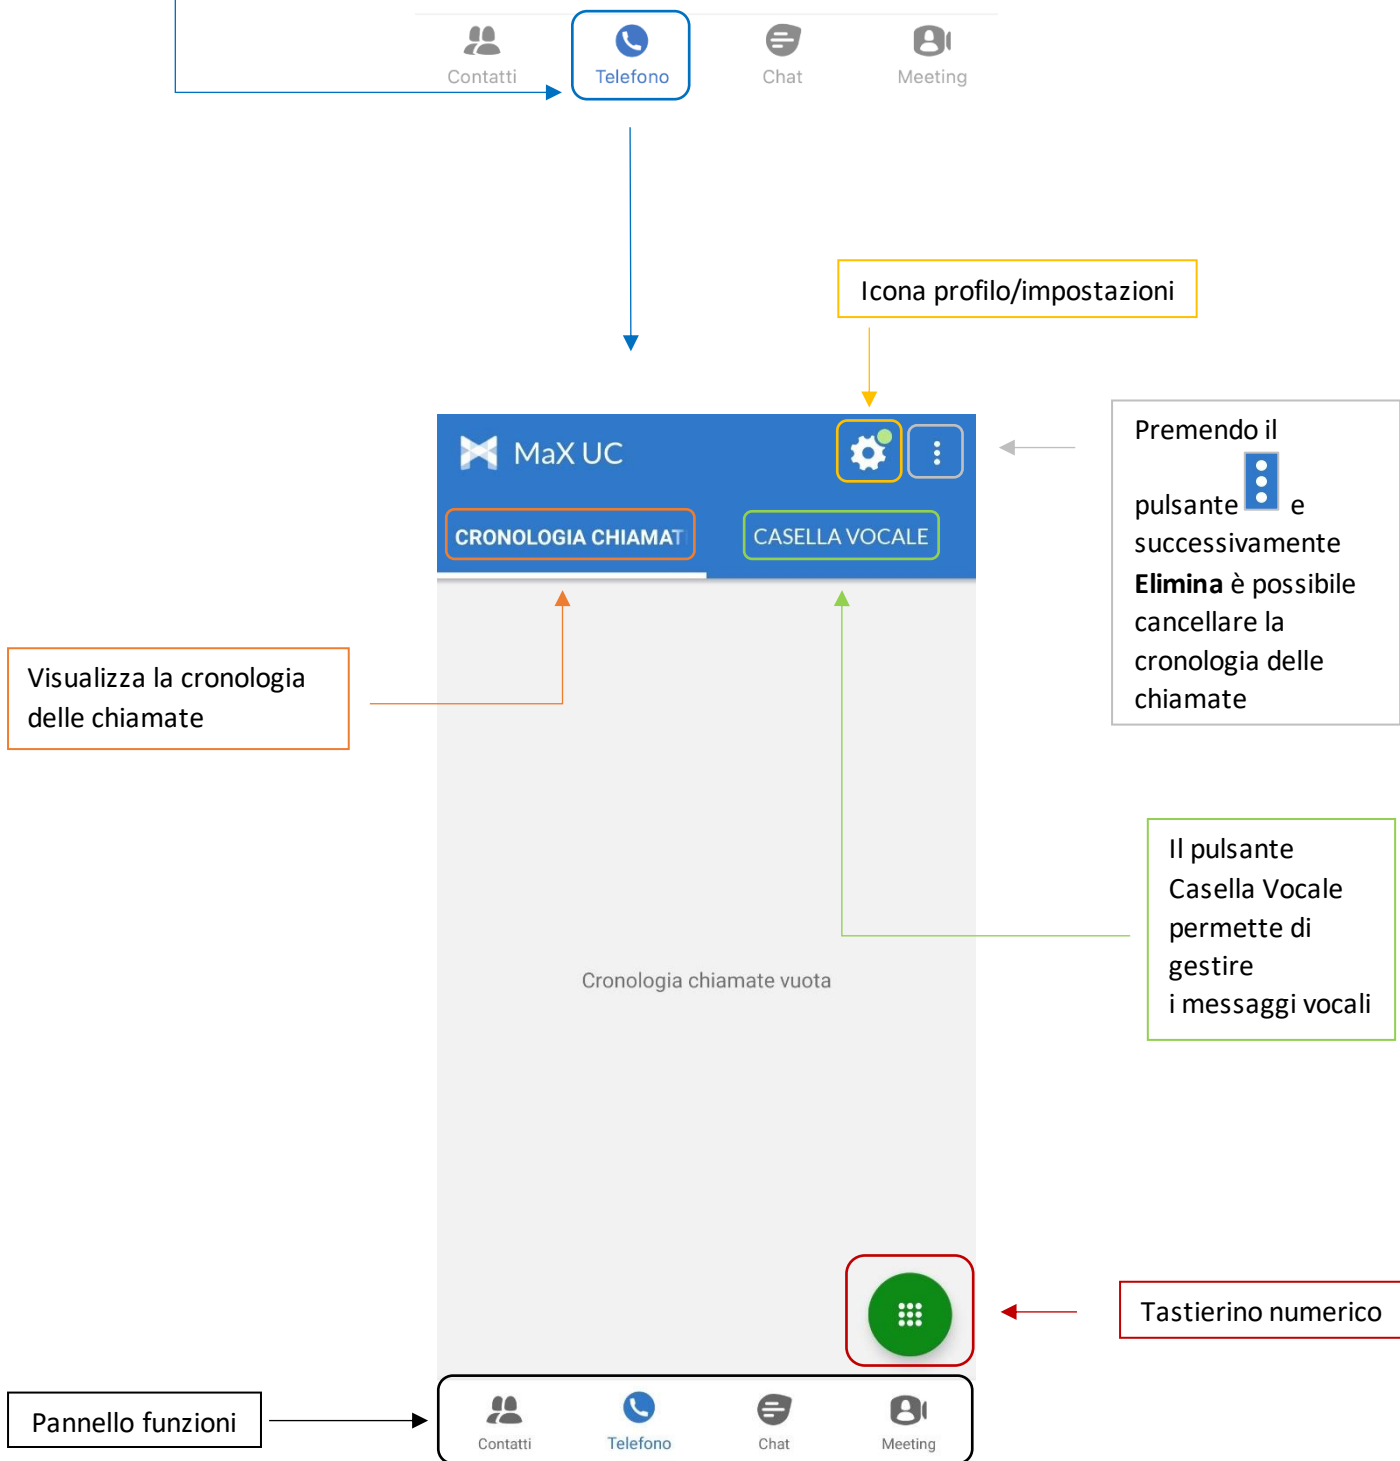 Contatti
Telefono
Chat
Meeting
Icona profilo/impostazioni
MaX UC
CRONOLOGIA CHIAMAT
CASELLA VOCALE
Premendo il
pulsante e
successivamente
Elimina è possibile
cancellare la
cronologia delle
chiamate
Visualizza la cronologia
delle chiamate
Il pulsante
Casella Vocale
permette di
gestire
i messaggi vocali
Cronologia chiamate vuota
Tastierino numerico
Pannello funzioni
Contatti
Telefono
Chat
Meeting